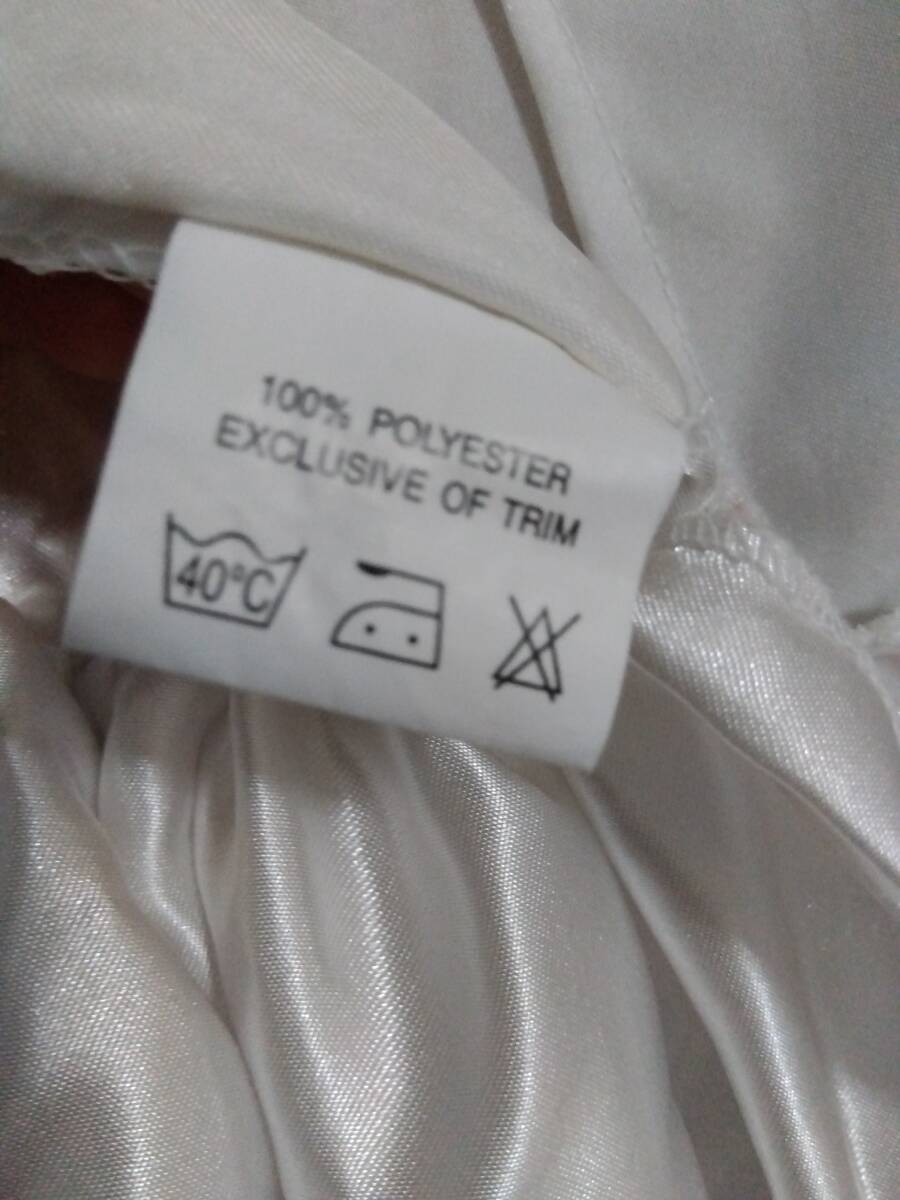 100% POLYESTER
EXCLUSIVE OF TRIM
40°C